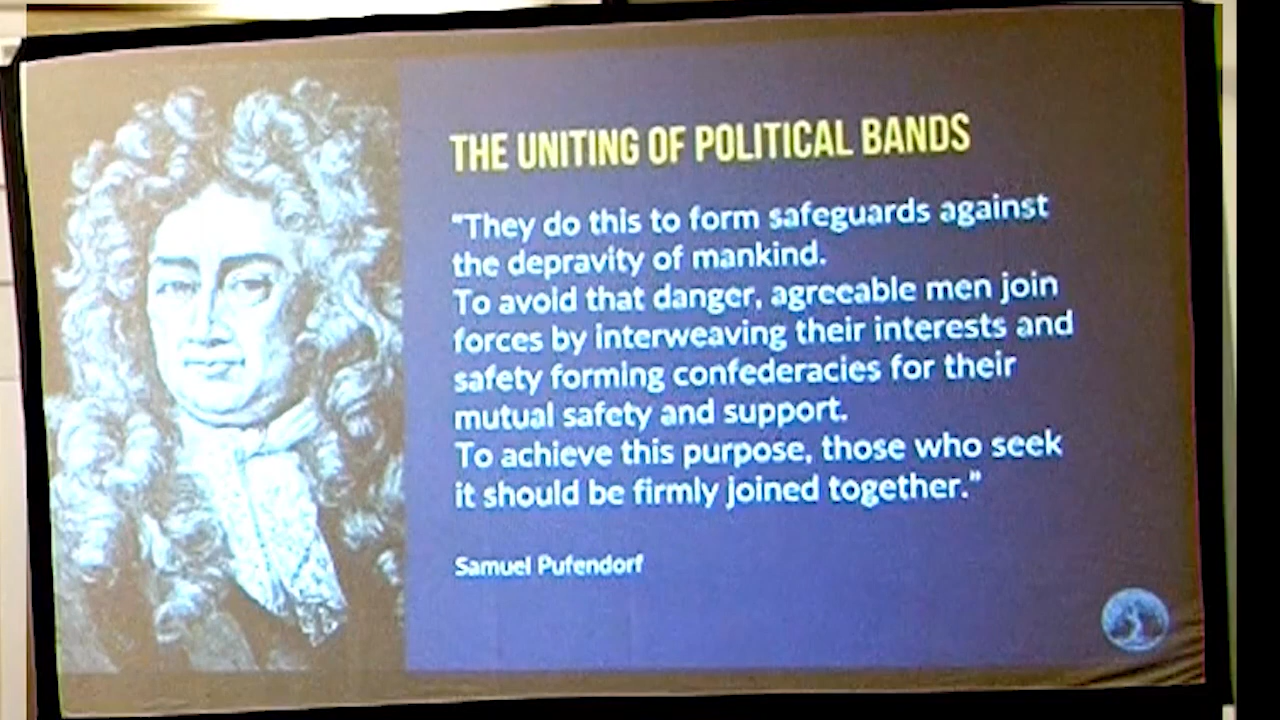 THE UNITING OF POLITICAL BANDS
"They do this to form safeguards against
the depravity of mankind.
To avoid that danger, agreeable men join
forces by interweaving their interests and
safety forming confederacies for their
mutual safety and support.
To achieve this purpose, those who seek
it should be firmly joined together."
Samuel Pufendorf